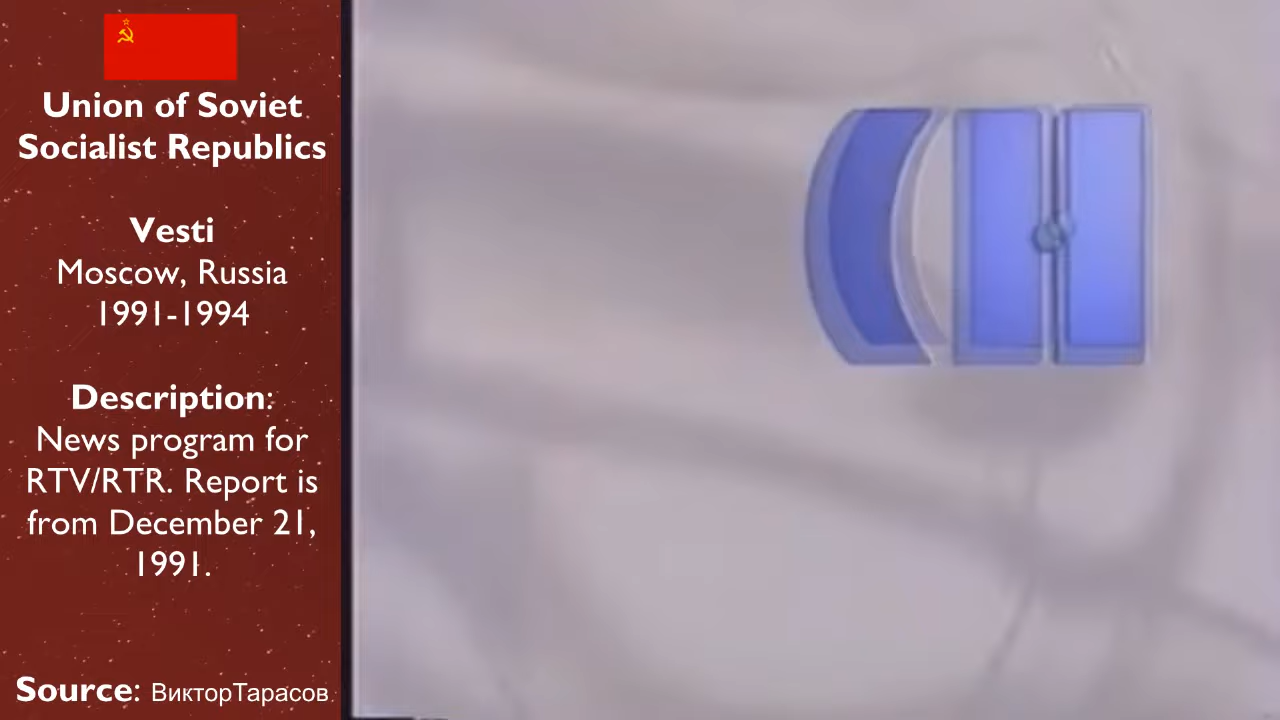 Union of Soviet
Socialist Republics
Vesti
Moscow, Russia
1991-1994
Description:
News program for
RTV/RTR. Report is
from December 21,
1991.
Source: ВикторТарасов